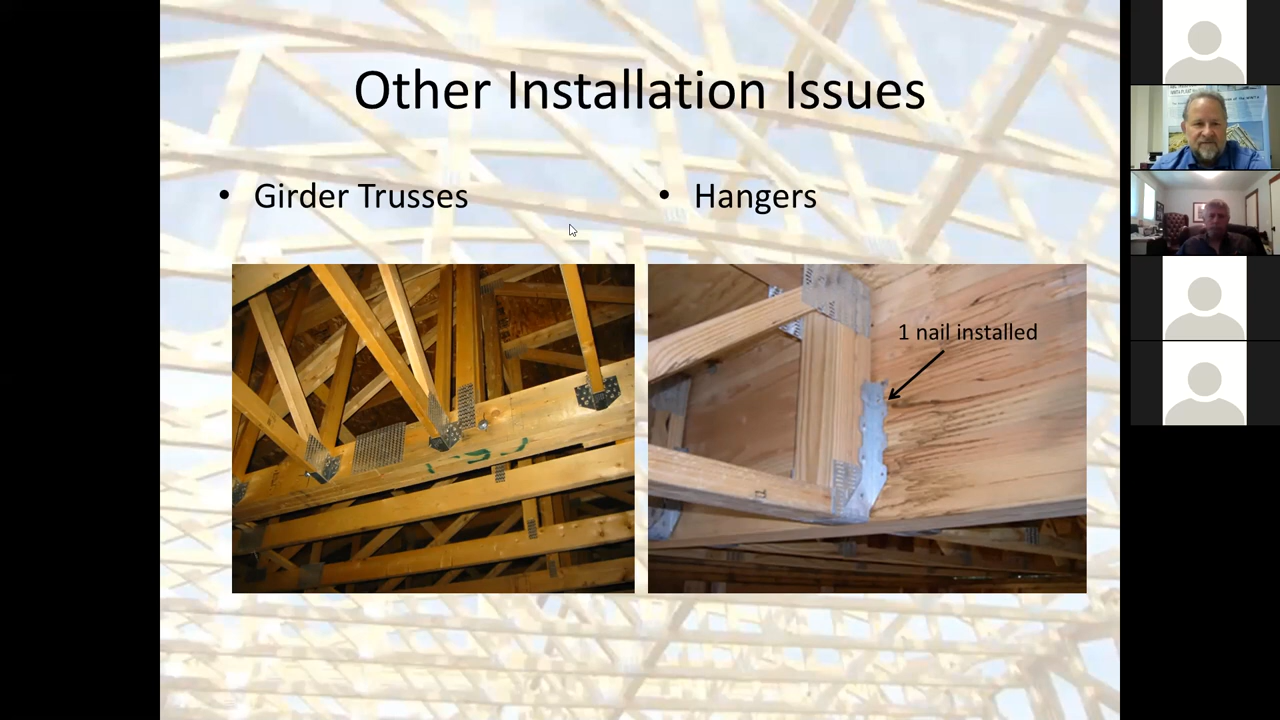 Other Installation Issues
• Girder Trusses
• Hangers
1 nail installed